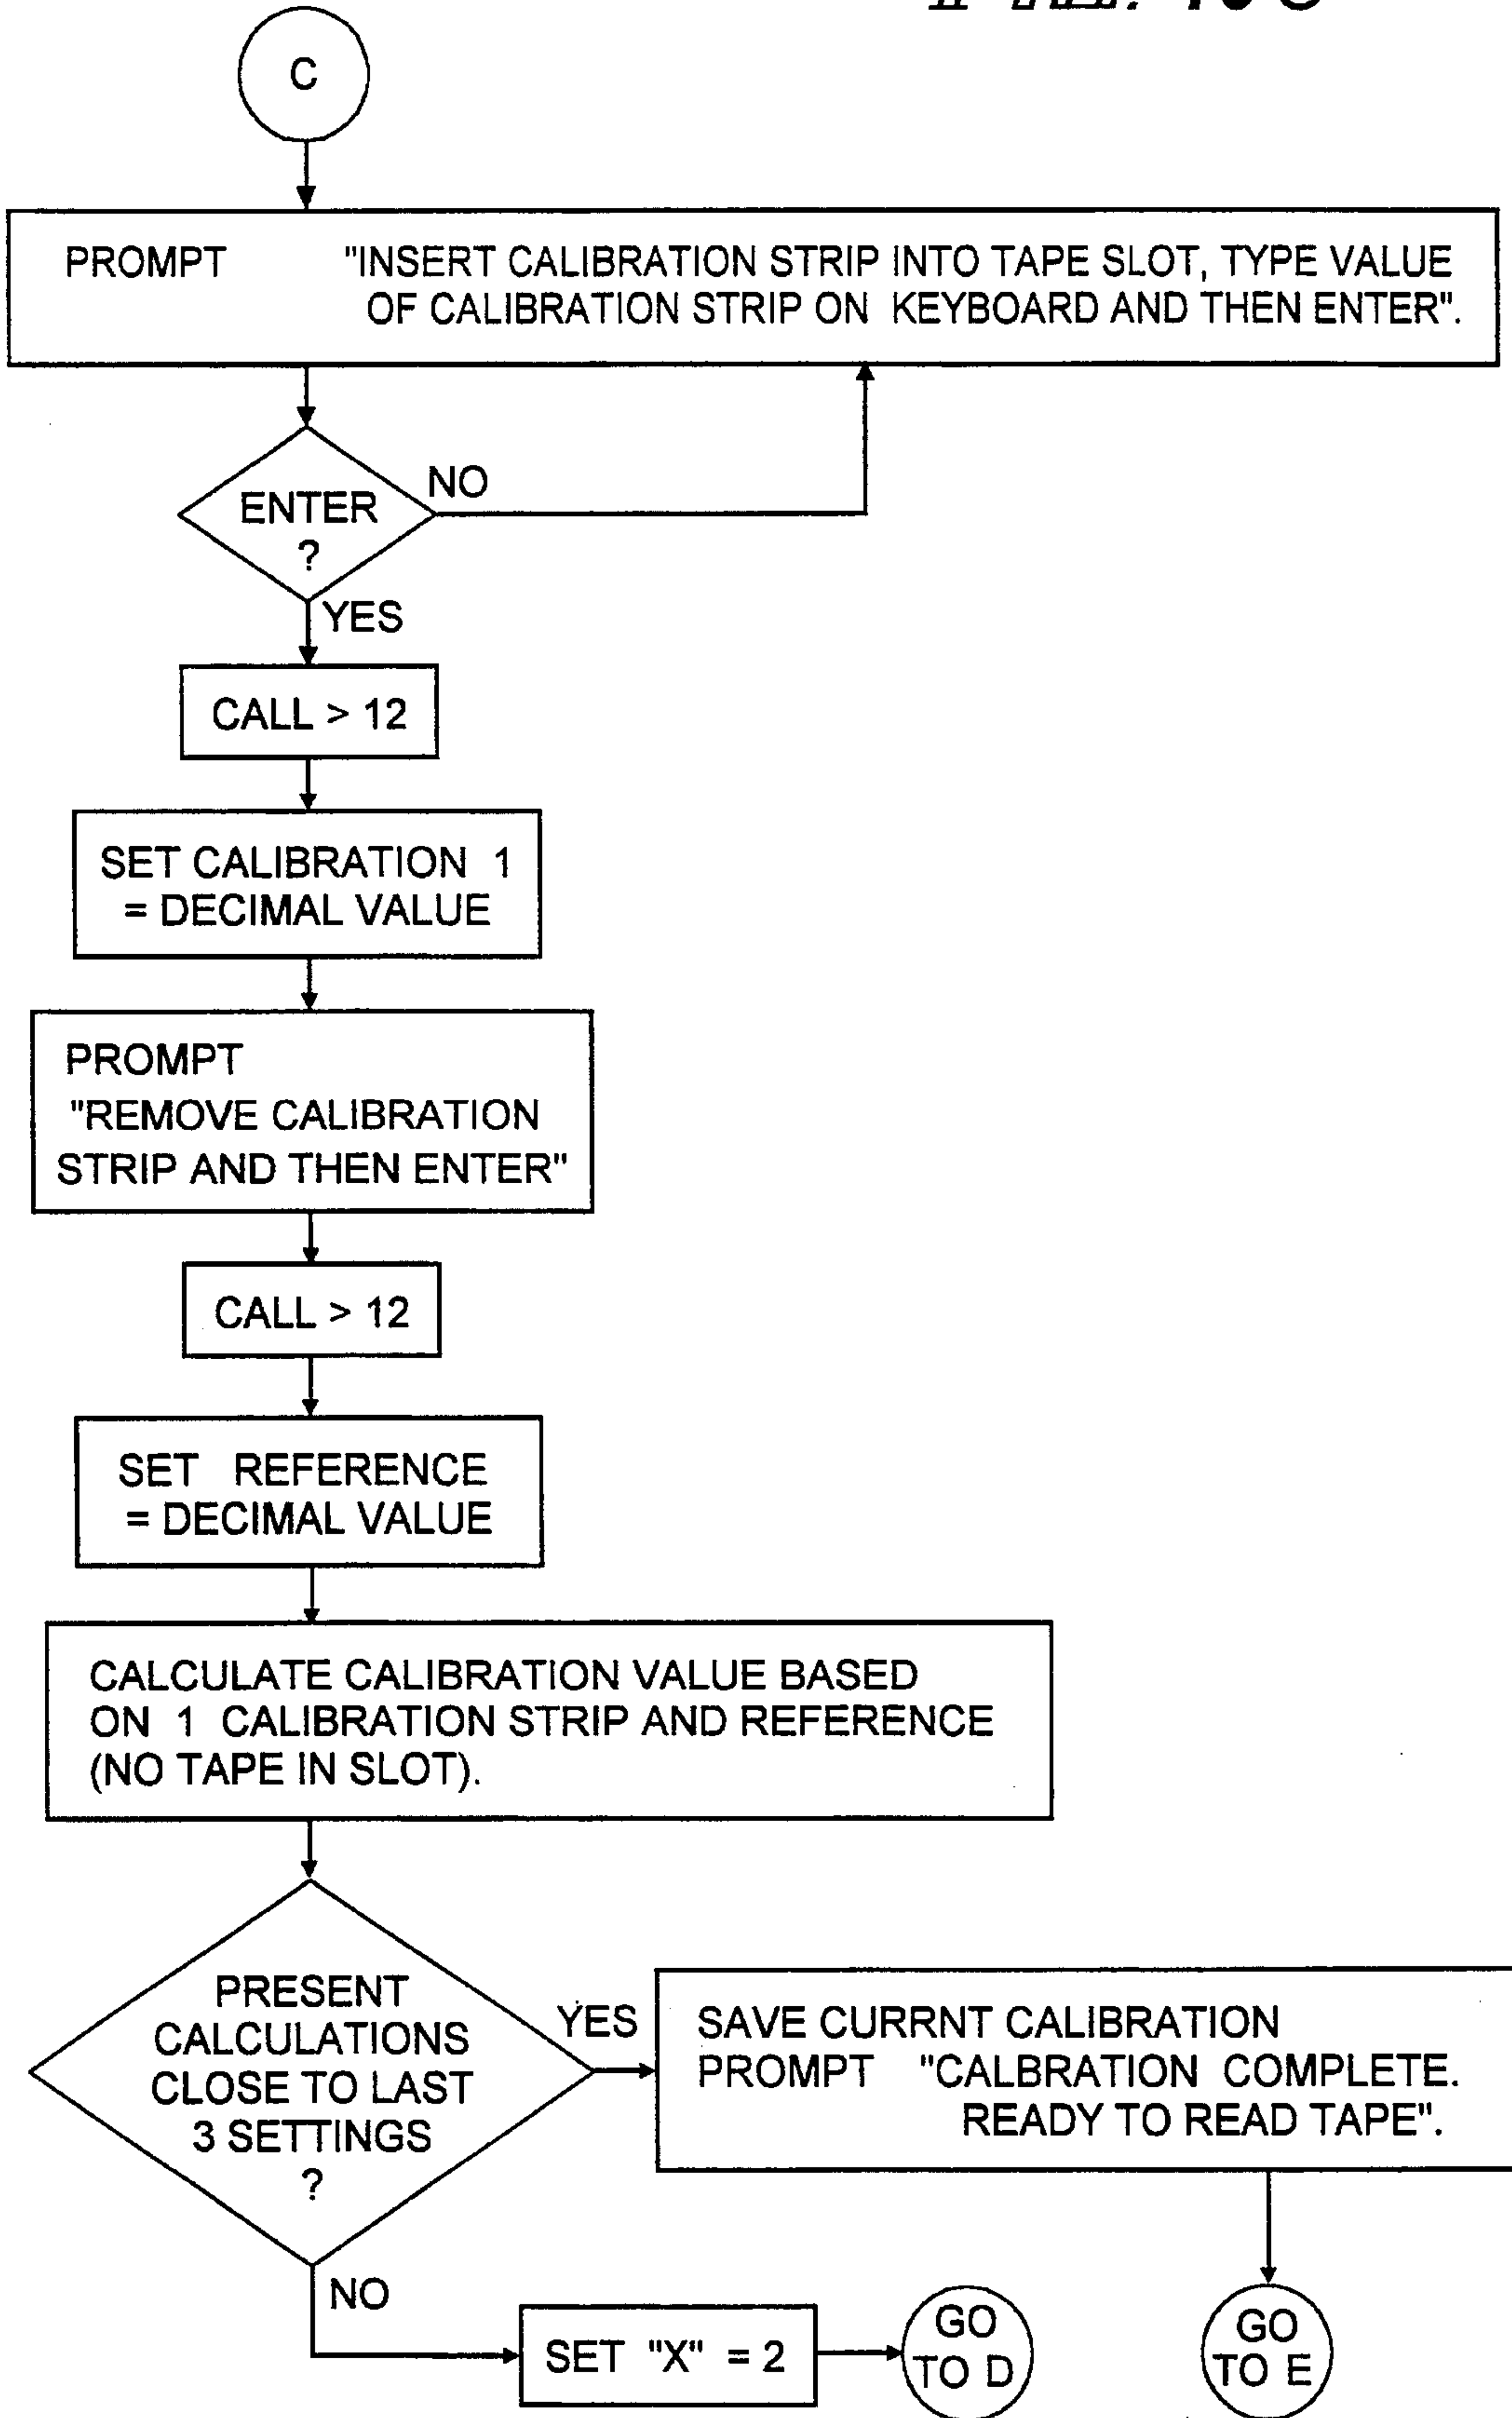 C
PROMPT "INSERT CALIBRATION STRIP INTO TAPE SLOT, TYPE VALUE
OF CALIBRATION STRIP ON KEYBOARD AND THEN ENTER".
NO
ENTER
?
YES
CALL > 12
SET CALIBRATION 1
= DECIMAL VALUE
PROMPT
"REMOVE CALIBRATION
STRIP AND THEN ENTER"
CALL > 12
SET REFERENCE
= DECIMAL VALUE
CALCULATE CALIBRATION VALUE BASED
ON 1 CALIBRATION STRIP AND REFERENCE
(NO TAPE IN SLOT).
PRESENT
CALCULATIONS
CLOSE TO LAST
3 SETTINGS
?
YES
SAVE CURRNT CALIBRATION
PROMPT "CALBRATION COMPLETE.
READY TO READ TAPE".
NO
SET "X" = 2
GO
TO D
GO
TO E